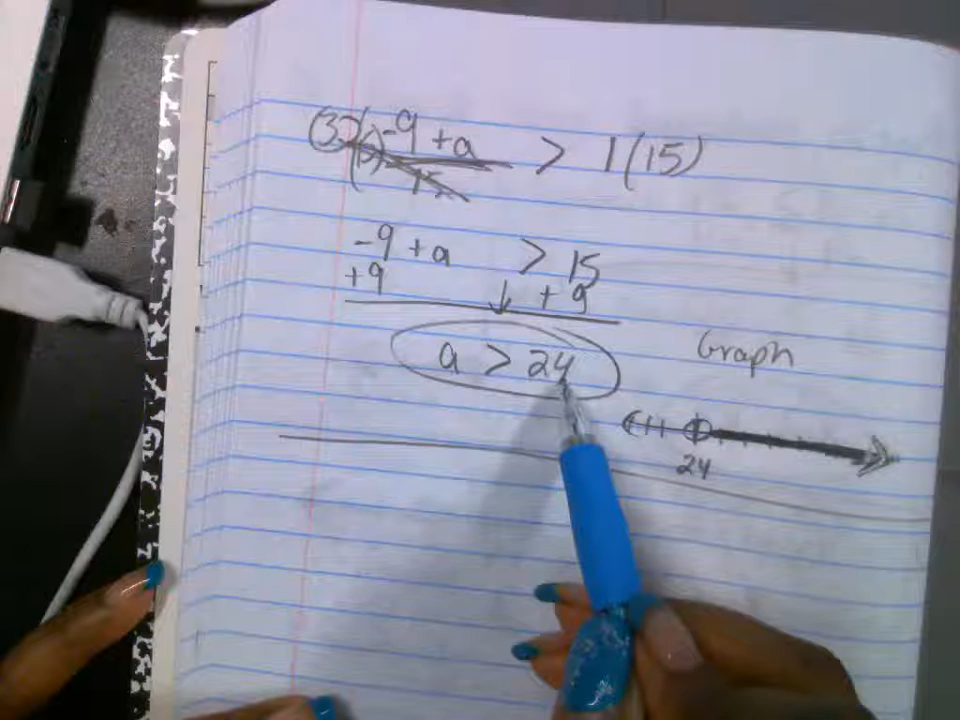 (32) (15) -9 + a > 1 (15)
15
-9 + a > 15
+9 ↓ + 9
a > 24
Graph
24